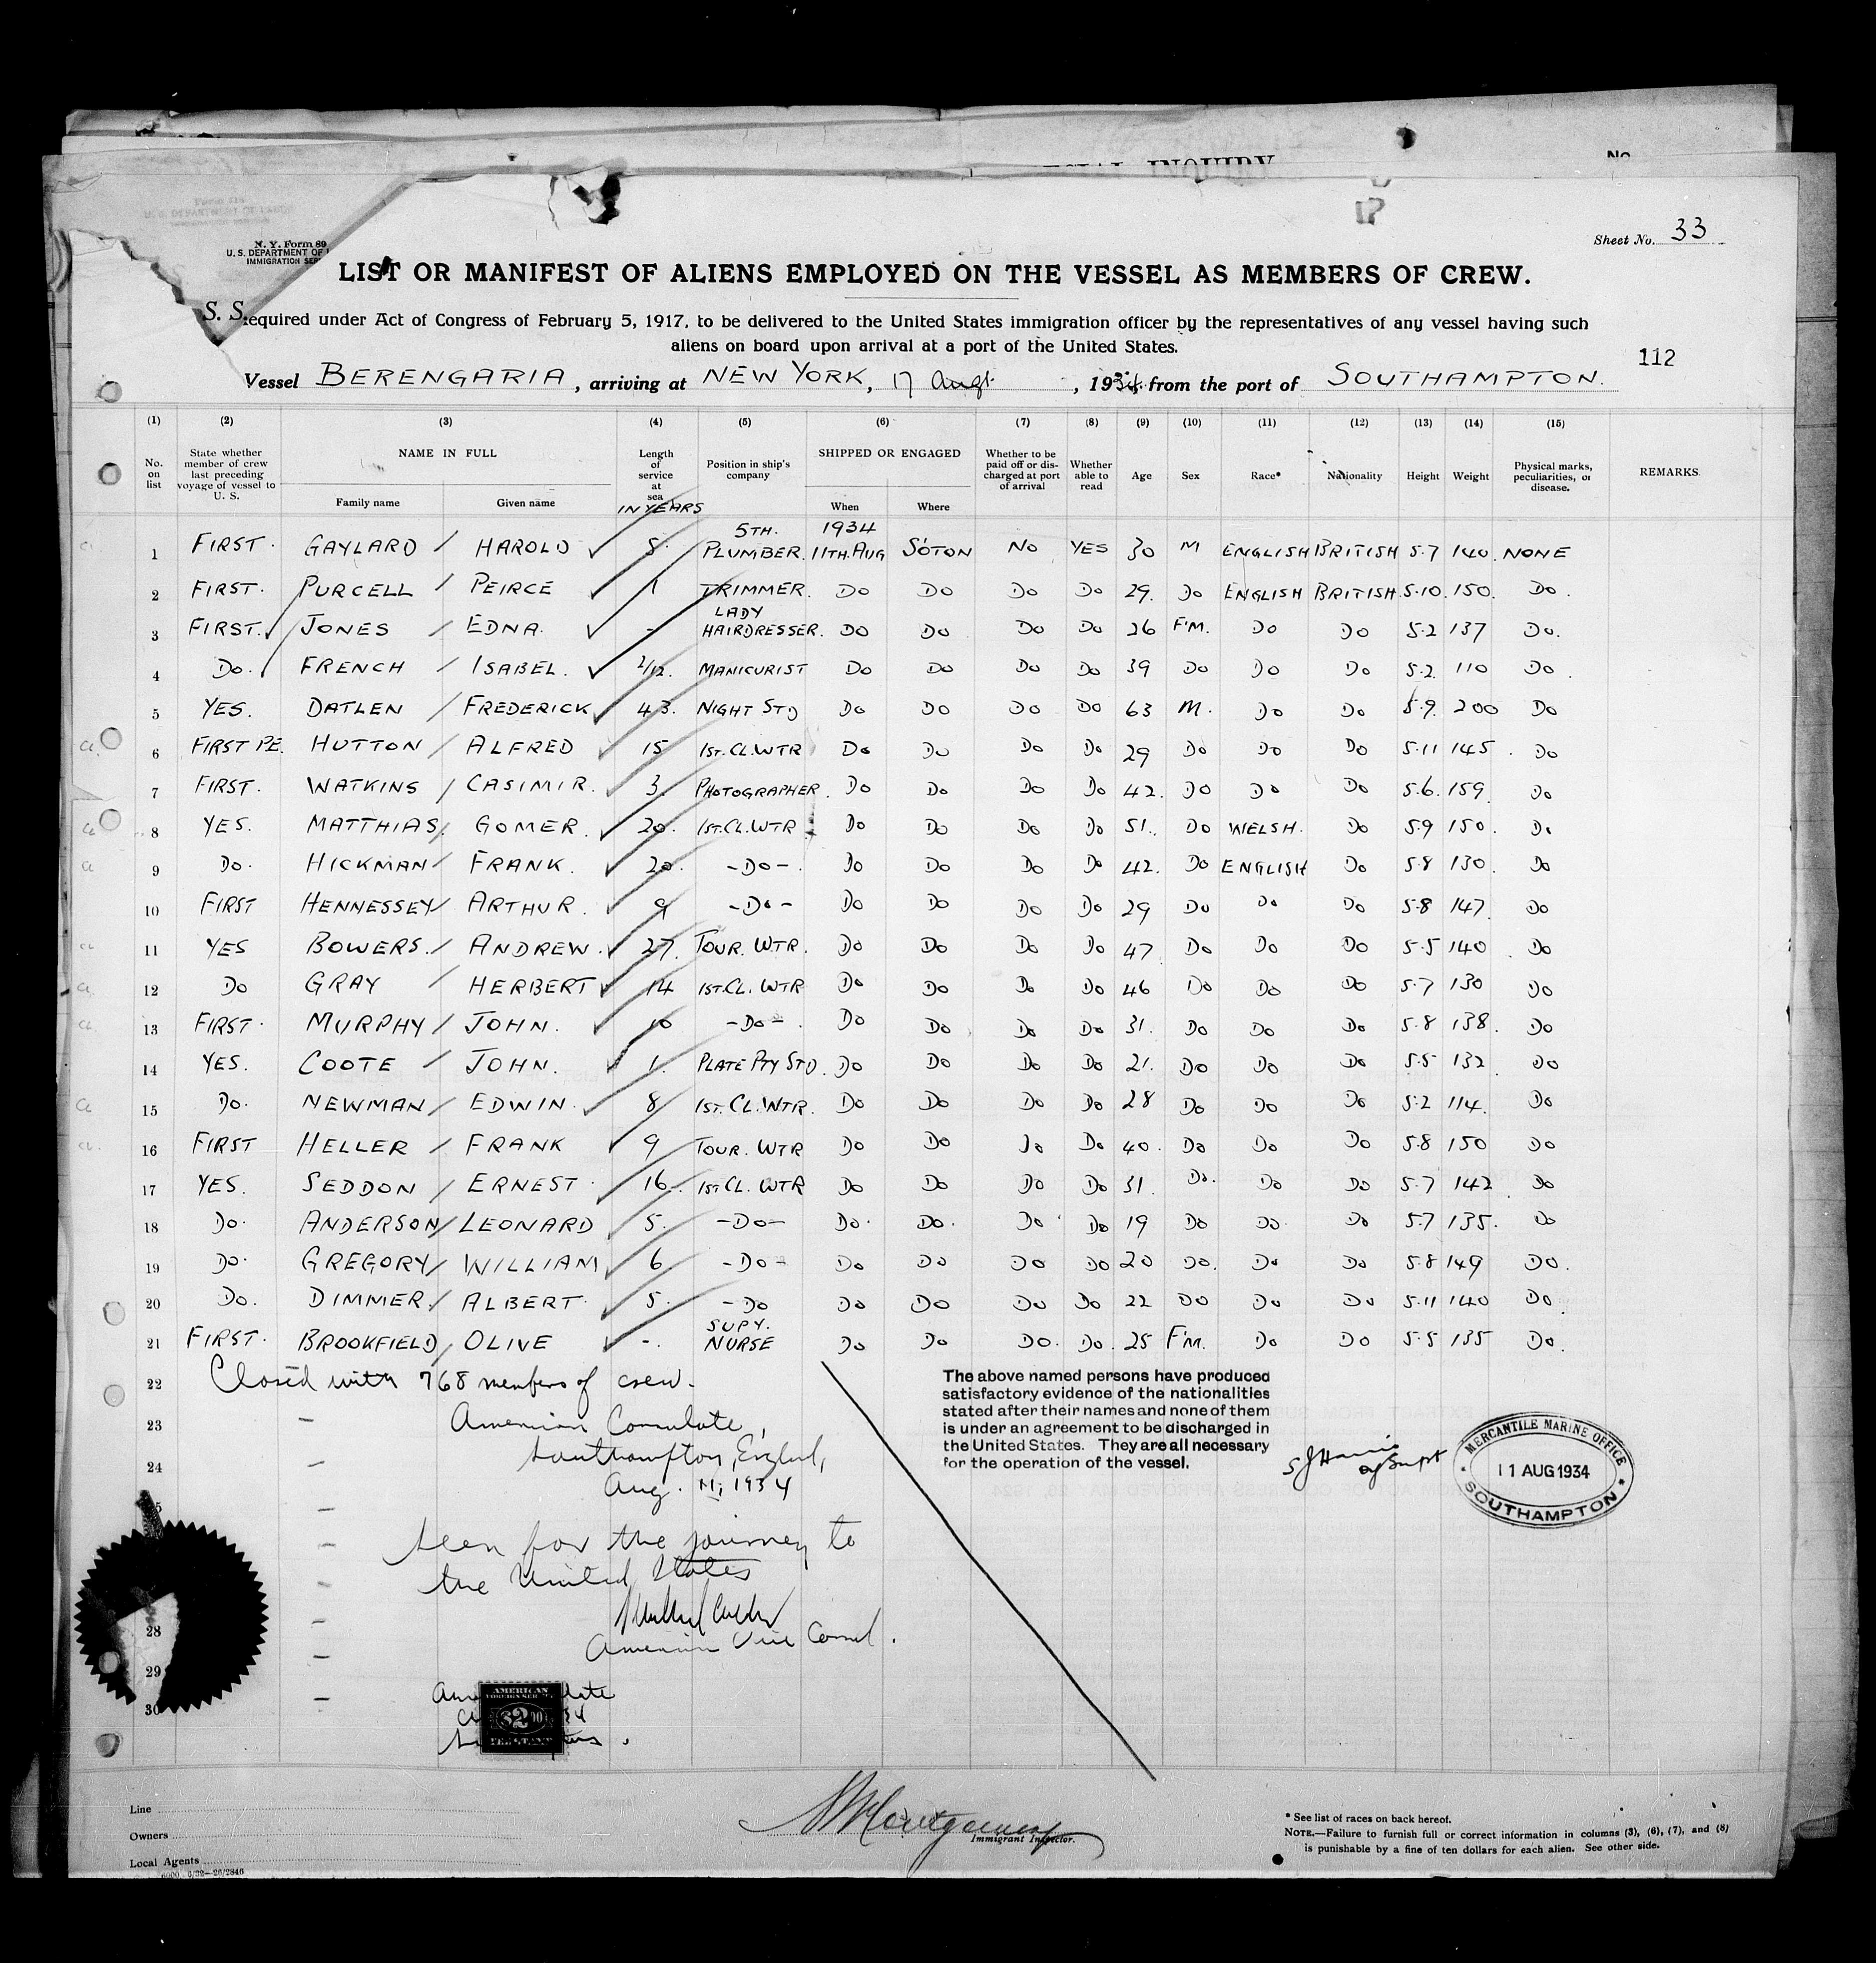 SPECIAL INQUIRY
No.
N. Y. Form 89
U. S. DEPARTMENT OF
IMMIGRATION SER
Sheet No. 33
LIST OR MANIFEST OF ALIENS EMPLOYED ON THE VESSEL AS MEMBERS OF CREW.
S. S.
equired under Act of Congress of February 5, 1917, to be delivered to the United States immigration officer by the representatives of any vessel having such
aliens on board upon arrival at a port of the United States.
112
Vessel BERENGARIA, arriving at NEW YORK, 17 Augt., 1934 from the port of SOUTHAMPTON.
(1) (2) (3) (4) (5) (6) (7) (8) (9) (10) (11) (12) (13) (14) (15)
No. on list
State whether member of crew last preceding voyage of vessel to U. S.
NAME IN FULL
Family name Given name
Length of service at sea IN YEARS
Position in ship's company
SHIPPED OR ENGAGED
When Where
Whether to be paid off or discharged at port of arrival
Whether able to read
Age Sex Race* Nationality Height Weight
Physical marks, peculiarities, or disease.
REMARKS
1 FIRST. GAYLARD / HAROLD 8. 5TH. PLUMBER. 1934 11TH.AUG SOTON NO YES 30 M ENGLISH BRITISH 5.7 140. NONE
2 FIRST. PURCELL / PEIRCE 1 TRIMMER. DO DO DO DO 29. DO ENGLISH BRITISH 5.10. 150. DO.
3 FIRST. JONES / EDNA. - LADY HAIRDRESSER. DO DO DO DO 26 F'M. DO DO 5.2 137 DO.
4 DO. FRENCH / ISABEL. 2/12. MANICURIST DO DO DO DO 39 DO DO DO 5.2. 110 DO.
5 YES. DATLEN / FREDERICK 43. NIGHT STD DO DO DO DO 63 M. DO DO 5.9. 200 DO
6 FIRST PE. HUTTON / ALFRED 15 1ST.CL.WTR DO DO DO DO 29 DO DO DO 5.11 145. DO
7 FIRST. WATKINS / CASIMIR. 3. PHOTOGRAPHER. DO DO DO DO 42. DO DO DO 5.6. 159. DO
8 YES. MATTHIAS / GOMER. 20. 1ST.CL.WTR DO DO DO DO 51. DO WELSH. DO 5.9 150. DO
9 DO. HICKMAN / FRANK. 20. -DO-. DO DO DO DO 42. DO ENGLISH DO 5.8 130. DO
10 FIRST HENNESSEY / ARTHUR. 9 -DO- DO DO DO DO 29 DO DO DO 5.8 147. DO
11 YES BOWERS. / ANDREW. 27. TOUR. WTR. DO DO DO DO 47 DO DO DO 5.5 140 DO
12 DO GRAY HERBERT 14 1ST.CL. WTR DO DO DO DO 46 DO DO DO 5.7 130 DO
13 FIRST. MURPHY / JOHN. 10 -DO-. DO DO DO DO 31. DO DO DO 5.8 138. DO
14 YES. COOTE / JOHN. 1. PLATE PTY STD. DO DO DO DO 21. DO DO DO 5.5 132 DO
15 DO. NEWMAN / EDWIN. 8 1ST. CL. WTR. DO DO DO DO 28 DO DO DO 5.2 114. DO
16 FIRST HELLER / FRANK 9 TOUR. WTR DO DO DO DO 40. DO DO DO 5.8 150 DO
17 YES. SEDDON / ERNEST. 16. 1ST CL. WTR DO DO DO DO 31. DO. DO DO 5.7 142 DO
18 DO. ANDERSON / LEONARD 5. -DO- DO. DO. DO DO 19 DO DO. DO 5.7 135. DO
19 DO. GREGORY / WILLIAM 6 -DO- DO DO DO DO 20 DO. DO DO 5.8 149 DO.
20 DO. DIMMER. / ALBERT. 5. -DO DO DO DO DO 22 DO DO DO 5.11 140 DO.
21 FIRST. BROOKFIELD / OLIVE -. SUPY. NURSE DO DO DO. DO. 25 F'M. DO DO 5.5 135 DO.
22 Closed with 768 members of crew.
23 American Consulate,
24 Southampton, England,
Aug. 11, 1934
Seen for the journey to
the United States
28
American Vice Consul.
29
30
AMERICAN
FOREIGN SERVICE
$2.00
FEE STAMP
The above named persons have produced
satisfactory evidence of the nationalities
stated after their names and none of them
is under an agreement to be discharged in
the United States. They are all necessary
for the operation of the vessel.
MERCANTILE MARINE OFFICE
11 AUG 1934
SOUTHAMPTON
Line
Owners
Local Agents
6000 6/32—26/2846
Montgomery
Immigrant Inspector.
* See list of races on back hereof.
NOTE.—Failure to furnish full or correct information in columns (3), (6), (7), and (8)
is punishable by a fine of ten dollars for each alien. See other side.